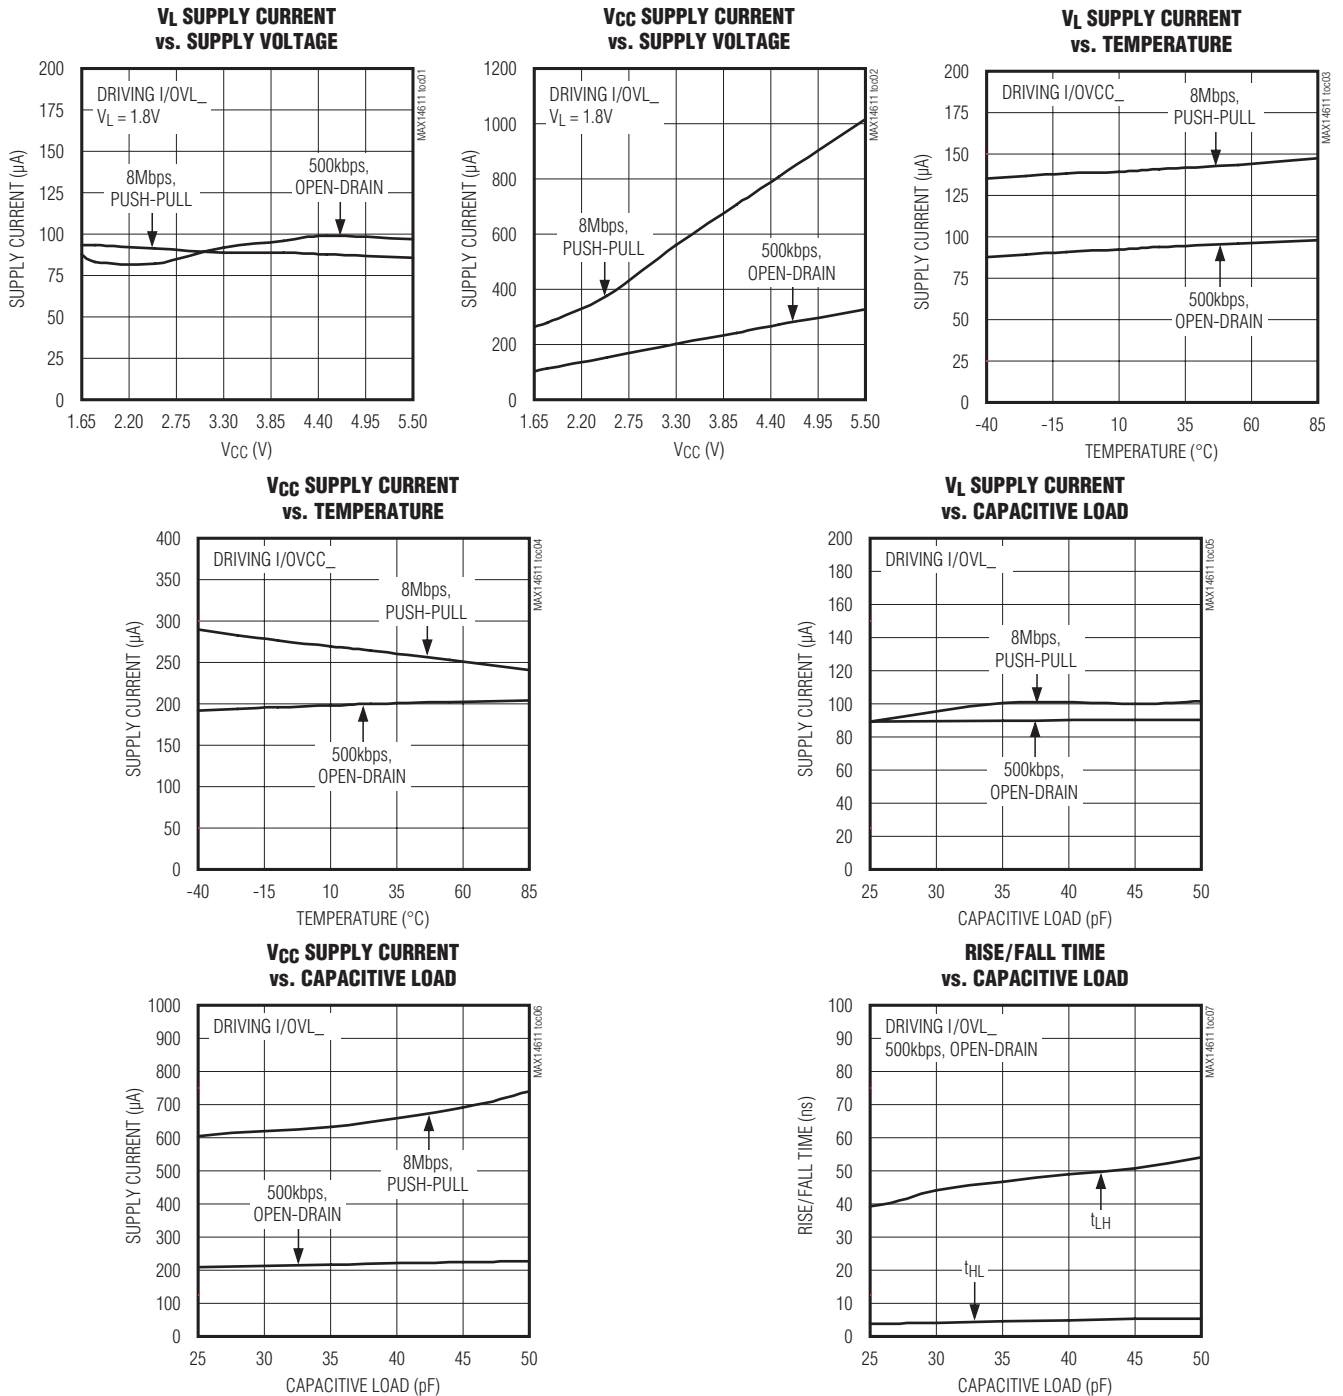 VL SUPPLY CURRENT
vs. SUPPLY VOLTAGE
200
175
150
125
100
75
50
25
0
SUPPLY CURRENT (µA)
DRIVING I/OVL_
VL = 1.8V
8Mbps,
PUSH-PULL
500kbps,
OPEN-DRAIN
MAX14611 toc01
1.65 2.20 2.75 3.30 3.85 4.40 4.95 5.50
VCC (V)
VCC SUPPLY CURRENT
vs. SUPPLY VOLTAGE
1200
1000
800
600
400
200
0
SUPPLY CURRENT (µA)
DRIVING I/OVL_
VL = 1.8V
8Mbps,
PUSH-PULL
500kbps,
OPEN-DRAIN
MAX14611 toc02
1.65 2.20 2.75 3.30 3.85 4.40 4.95 5.50
VCC (V)
VL SUPPLY CURRENT
vs. TEMPERATURE
200
175
150
125
100
75
50
25
0
SUPPLY CURRENT (µA)
DRIVING I/OVCC_
8Mbps,
PUSH-PULL
500kbps,
OPEN-DRAIN
MAX14611 toc03
-40 -15 10 35 60 85
TEMPERATURE (°C)
VCC SUPPLY CURRENT
vs. TEMPERATURE
400
350
300
250
200
150
100
50
0
SUPPLY CURRENT (µA)
DRIVING I/OVCC_
8Mbps,
PUSH-PULL
500kbps,
OPEN-DRAIN
MAX14611 toc04
-40 -15 10 35 60 85
TEMPERATURE (°C)
VL SUPPLY CURRENT
vs. CAPACITIVE LOAD
200
180
160
140
120
100
80
60
40
20
0
SUPPLY CURRENT (µA)
DRIVING I/OVL_
8Mbps,
PUSH-PULL
500kbps,
OPEN-DRAIN
MAX14611 toc05
25 30 35 40 45 50
CAPACITIVE LOAD (pF)
VCC SUPPLY CURRENT
vs. CAPACITIVE LOAD
1000
900
800
700
600
500
400
300
200
100
0
SUPPLY CURRENT (µA)
DRIVING I/OVL_
8Mbps,
PUSH-PULL
500kbps,
OPEN-DRAIN
MAX14611 toc06
25 30 35 40 45 50
CAPACITIVE LOAD (pF)
RISE/FALL TIME
vs. CAPACITIVE LOAD
100
90
80
70
60
50
40
30
20
10
0
RISE/FALL TIME (ns)
DRIVING I/OVL_
500kbps, OPEN-DRAIN
tLH
tHL
MAX14611 toc07
25 30 35 40 45 50
CAPACITIVE LOAD (pF)